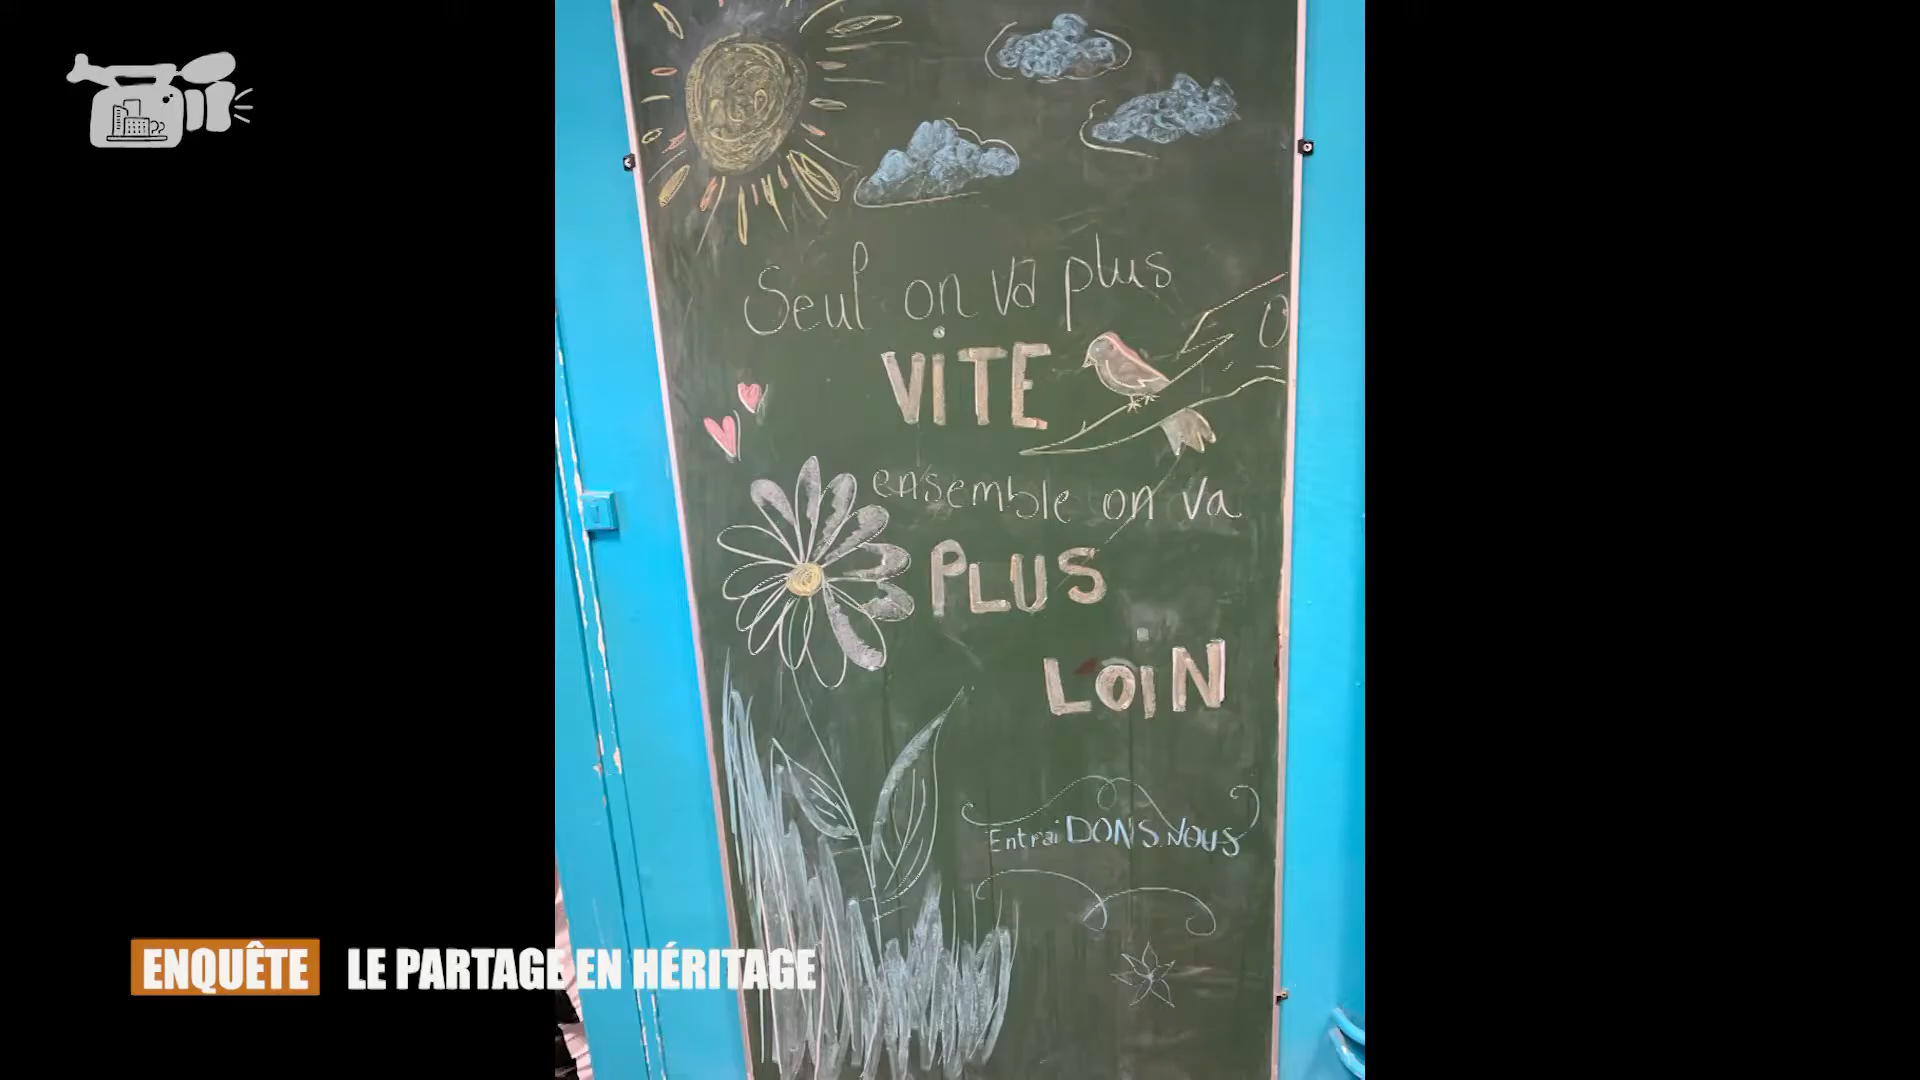 Seul on va plus
ViTE
ensemble on va
PLUS
LOiN
EntraiDONS.NOUS
ENQUÊTE LE PARTAGE EN HÉRITAGE